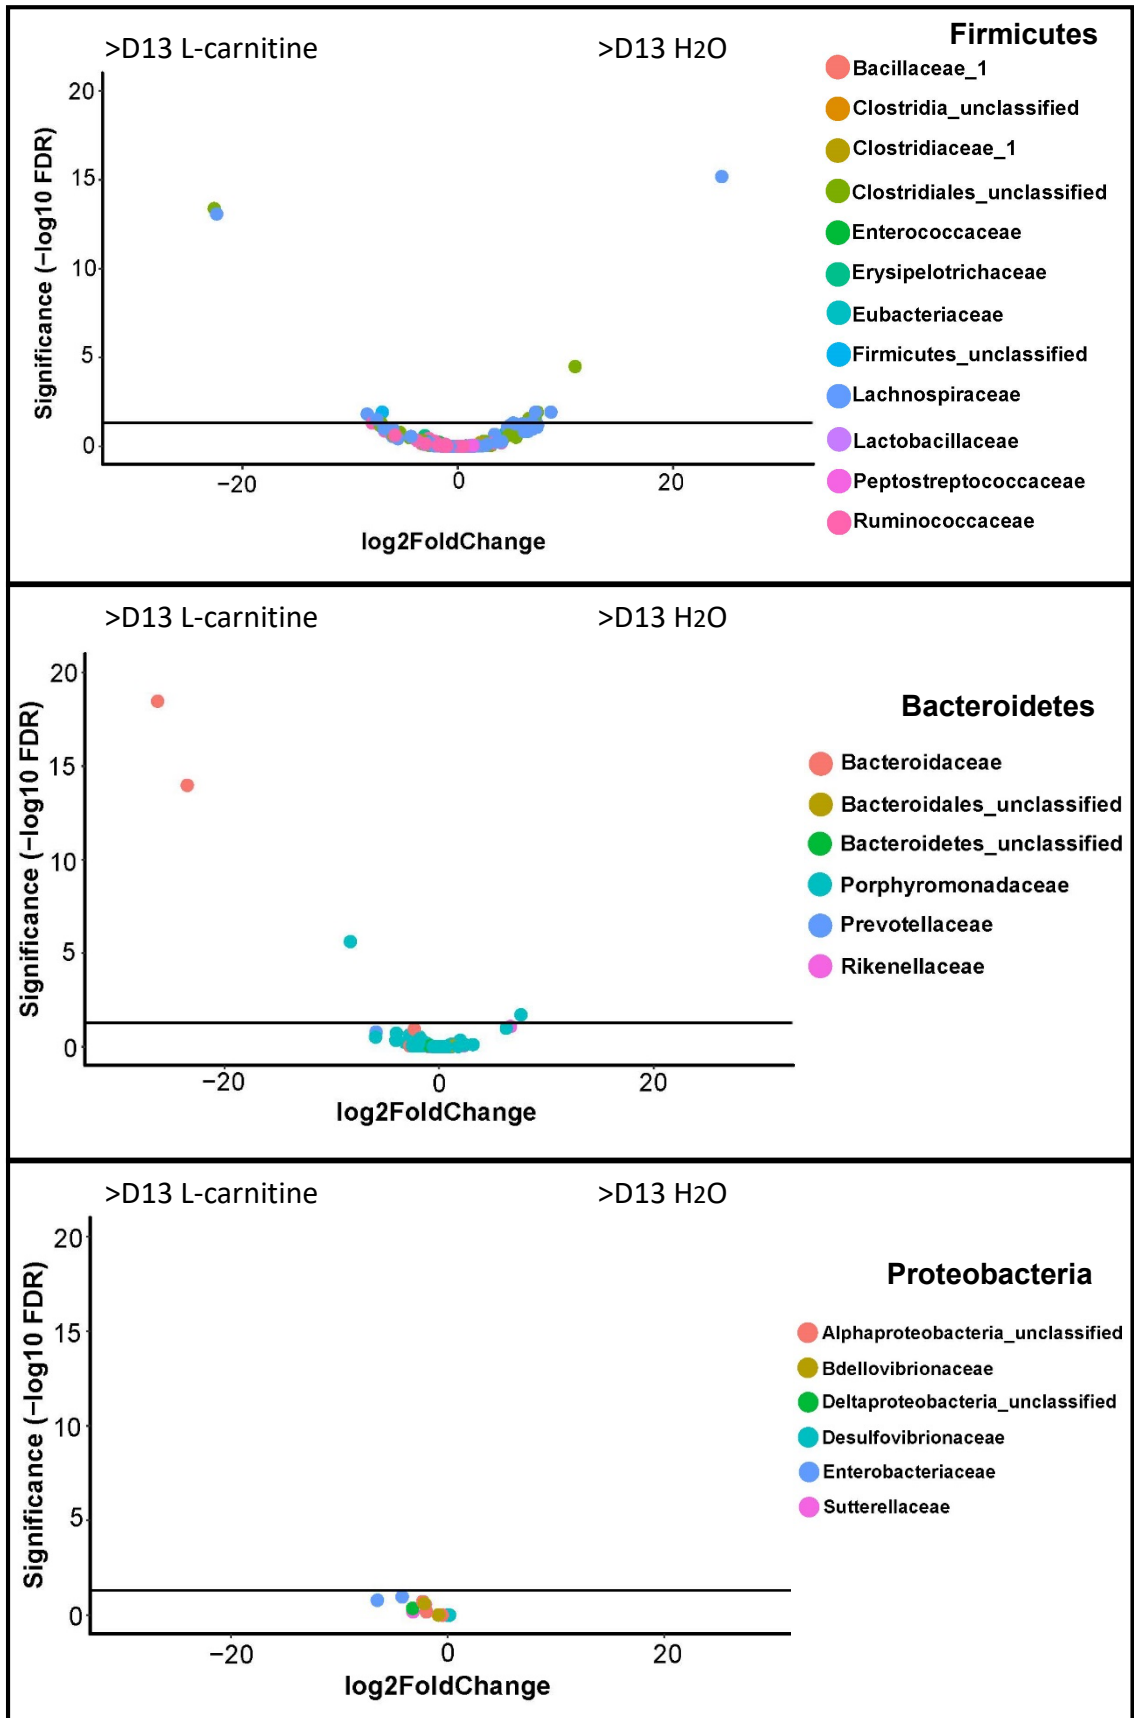 >D13 L-carnitine
>D13 H2O
Firmicutes
Bacillaceae_1
Clostridia_unclassified
Clostridiaceae_1
Clostridiales_unclassified
Enterococcaceae
Erysipelotrichaceae
Eubacteriaceae
Firmicutes_unclassified
Lachnospiraceae
Lactobacillaceae
Peptostreptococcaceae
Ruminococcaceae
Significance (−log10 FDR)
20
15
10
5
0
−20
0
20
log2FoldChange
>D13 L-carnitine
>D13 H2O
Bacteroidetes
Bacteroidaceae
Bacteroidales_unclassified
Bacteroidetes_unclassified
Porphyromonadaceae
Prevotellaceae
Rikenellaceae
Significance (−log10 FDR)
20
15
10
5
0
−20
0
20
log2FoldChange
>D13 L-carnitine
>D13 H2O
Proteobacteria
Alphaproteobacteria_unclassified
Bdellovibrionaceae
Deltaproteobacteria_unclassified
Desulfovibrionaceae
Enterobacteriaceae
Sutterellaceae
Significance (−log10 FDR)
20
15
10
5
0
−20
0
20
log2FoldChange